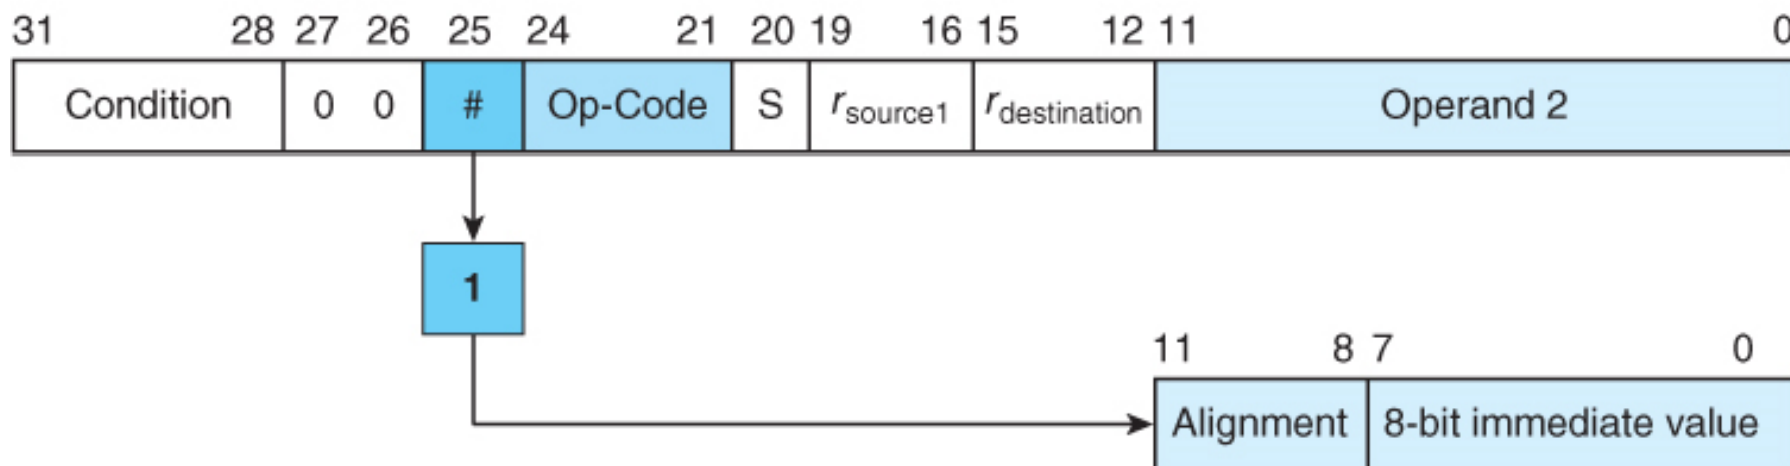 31 28 27 26 25 24 21 20 19 16 15 12 11 0
Condition 0 0 # Op-Code S rsource1 rdestination Operand 2
1
11 8 7 0
Alignment 8-bit immediate value